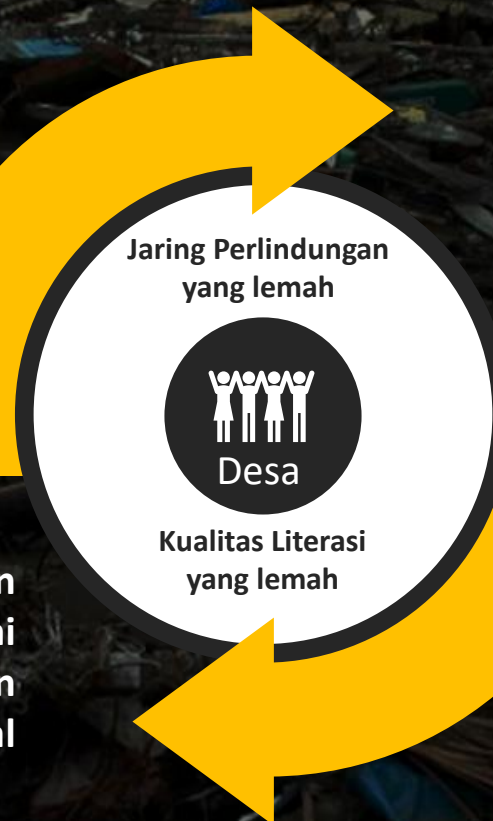 Jaring Perlindungan
yang lemah
Desa
Kualitas Literasi
yang lemah